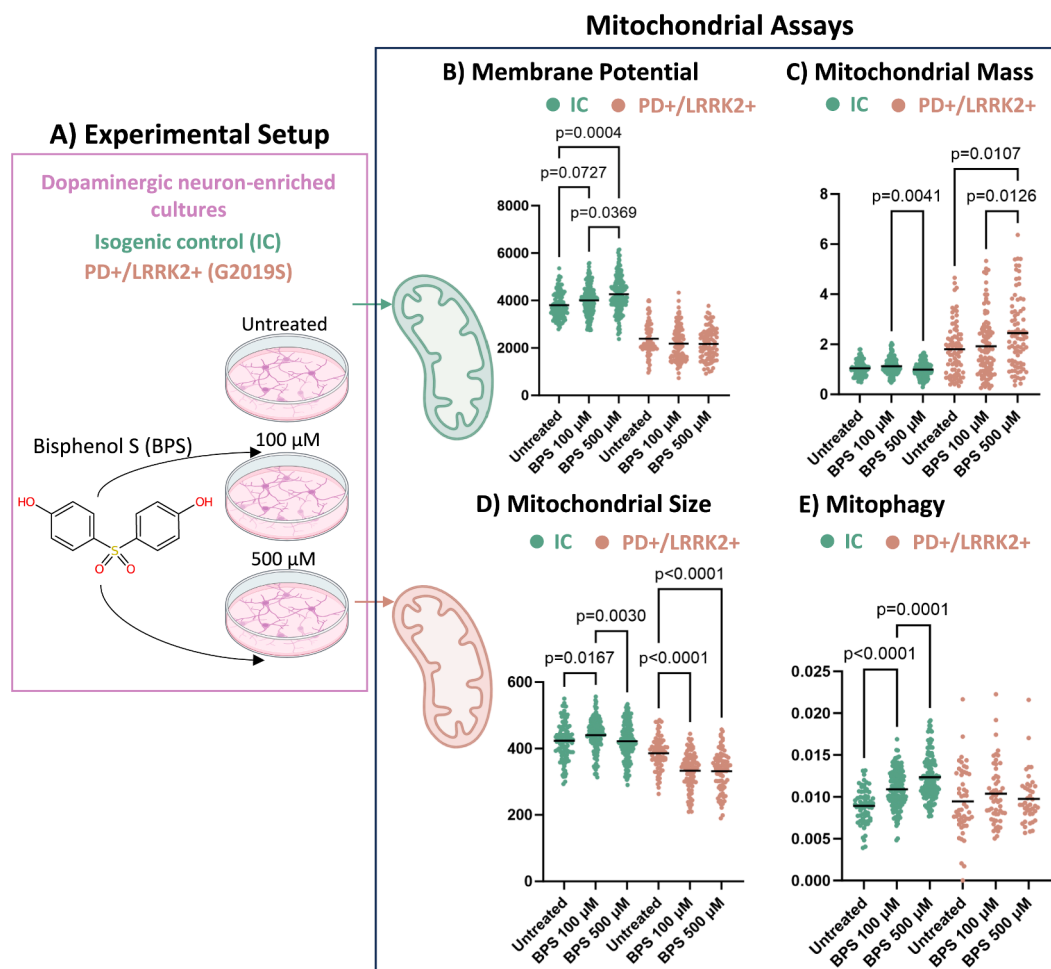 Mitochondrial Assays
A) Experimental Setup
Dopaminergic neuron-enriched
cultures
Isogenic control (IC)
PD+/LRRK2+ (G2019S)
Untreated
Bisphenol S (BPS)
100 µM
500 µM
HO
OH
S
O
O
B) Membrane Potential
IC
PD+/LRRK2+
p=0.0004
p=0.0727
p=0.0369
8000
6000
4000
2000
0
Untreated
BPS 100 µM
BPS 500 µM
Untreated
BPS 100 µM
BPS 500 µM
C) Mitochondrial Mass
IC
PD+/LRRK2+
p=0.0107
p=0.0041
p=0.0126
8
6
4
2
0
Untreated
BPS 100 µM
BPS 500 µM
Untreated
BPS 100 µM
BPS 500 µM
D) Mitochondrial Size
IC
PD+/LRRK2+
p<0.0001
p=0.0030
p=0.0167
p<0.0001
600
400
200
0
Untreated
BPS 100 µM
BPS 500 µM
Untreated
BPS 100 µM
BPS 500 µM
E) Mitophagy
IC
PD+/LRRK2+
p=0.0001
p<0.0001
0.025
0.020
0.015
0.010
0.005
0.000
Untreated
BPS 100 µM
BPS 500 µM
Untreated
BPS 100 µM
BPS 500 µM